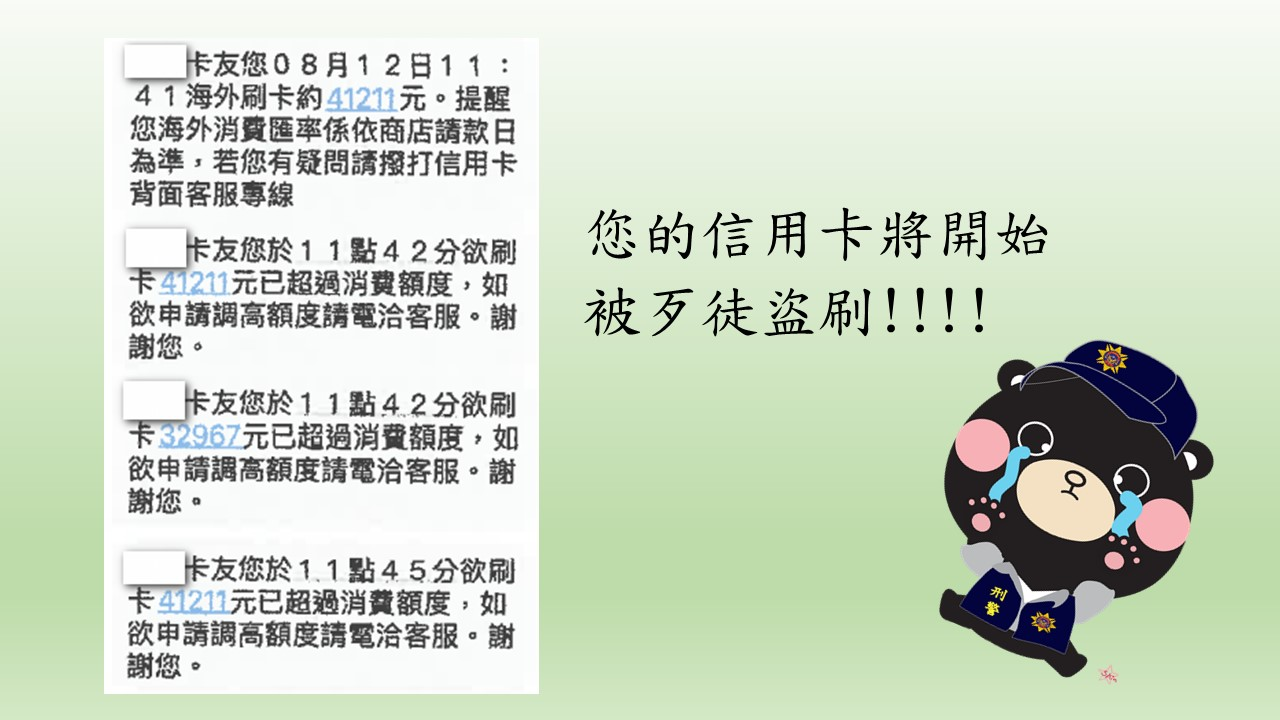 卡友您０８月１２日１１：
４１海外刷卡約41211元。提醒
您海外消費匯率係依商店請款日
為準，若您有疑問請撥打信用卡
背面客服專線
卡友您於１１點４２分欲刷
卡41211元已超過消費額度，如
欲申請調高額度請電洽客服。謝
謝您。
卡友您於１１點４２分欲刷
卡32967元已超過消費額度，如
欲申請調高額度請電洽客服。謝
謝您。
卡友您於１１點４５分欲刷
卡41211元已超過消費額度，如
欲申請調高額度請電洽客服。謝
謝您。
您的信用卡將開始
被歹徒盜刷!!!!
刑
警